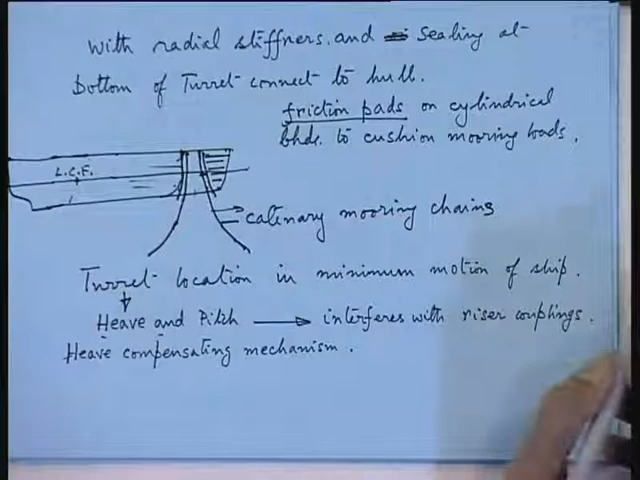 with radial stiffners. and sealing at
bottom of Turret connect to hull.
friction pads on cylindrical
bhds. to cushion mooring loads.
L.C.F.
catenary mooring chains
Turret location in minimum motion of ship.
Heave and Pitch → interferes with riser couplings.
Heave compensating mechanism.